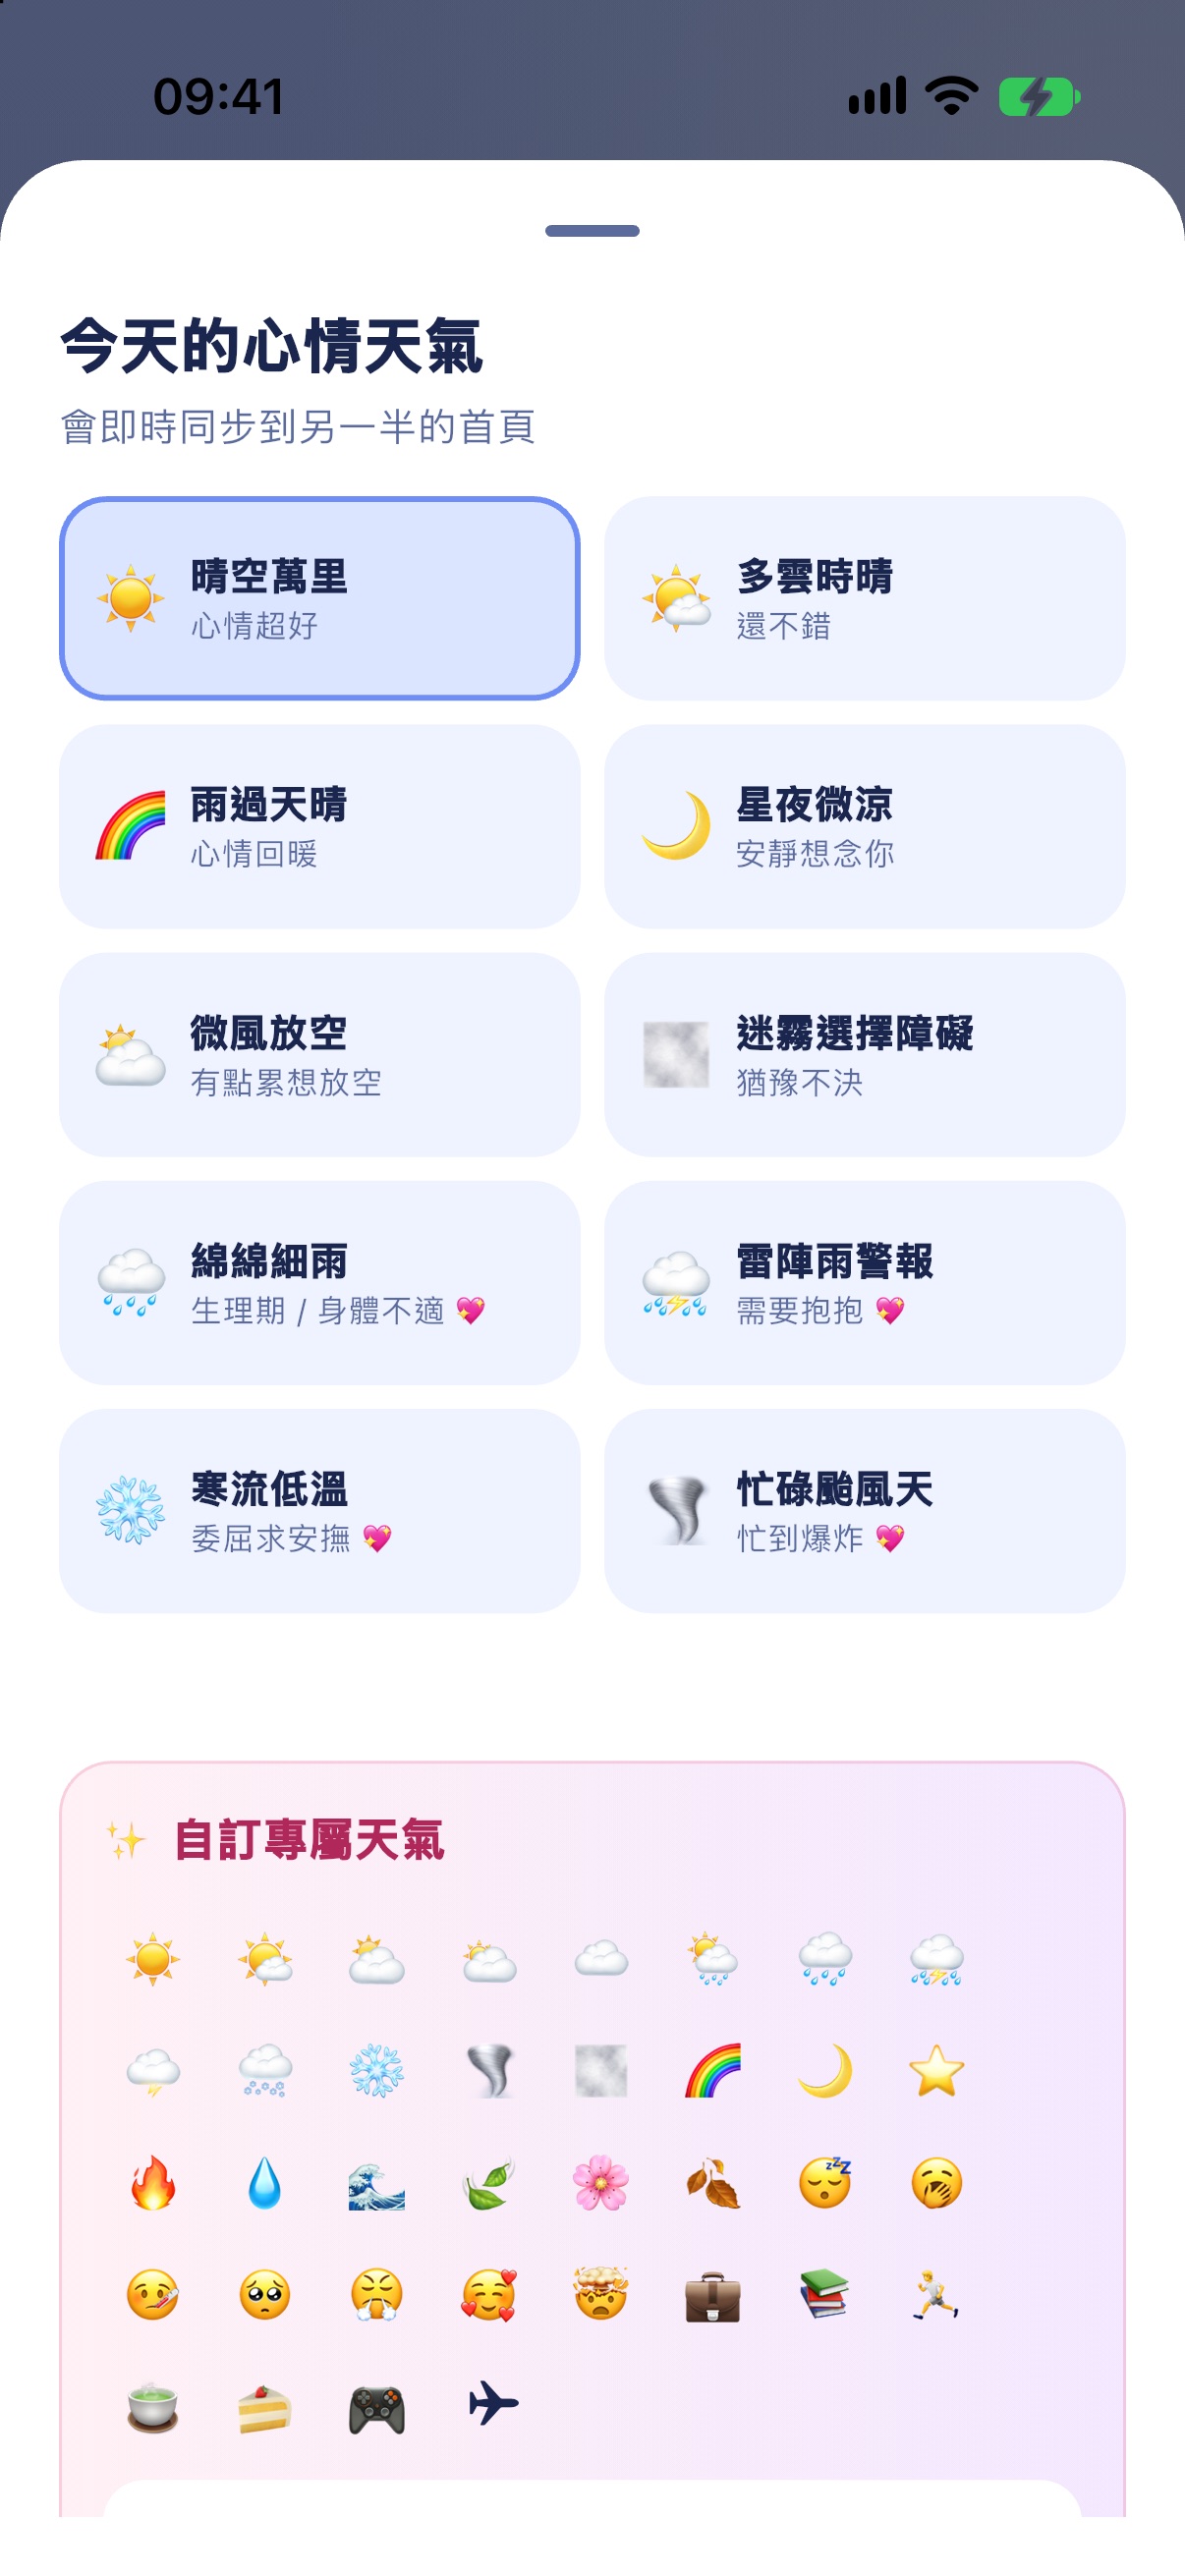 09:41
今天的心情天氣
會即時同步到另一半的首頁
晴空萬里
心情超好
多雲時晴
還不錯
雨過天晴
心情回暖
星夜微涼
安靜想念你
微風放空
有點累想放空
迷霧選擇障礙
猶豫不決
綿綿細雨
生理期 / 身體不適 💖
雷陣雨警報
需要抱抱 💖
寒流低溫
委屈求安撫 💖
忙碌颱風天
忙到爆炸 💖
✨ 自訂專屬天氣